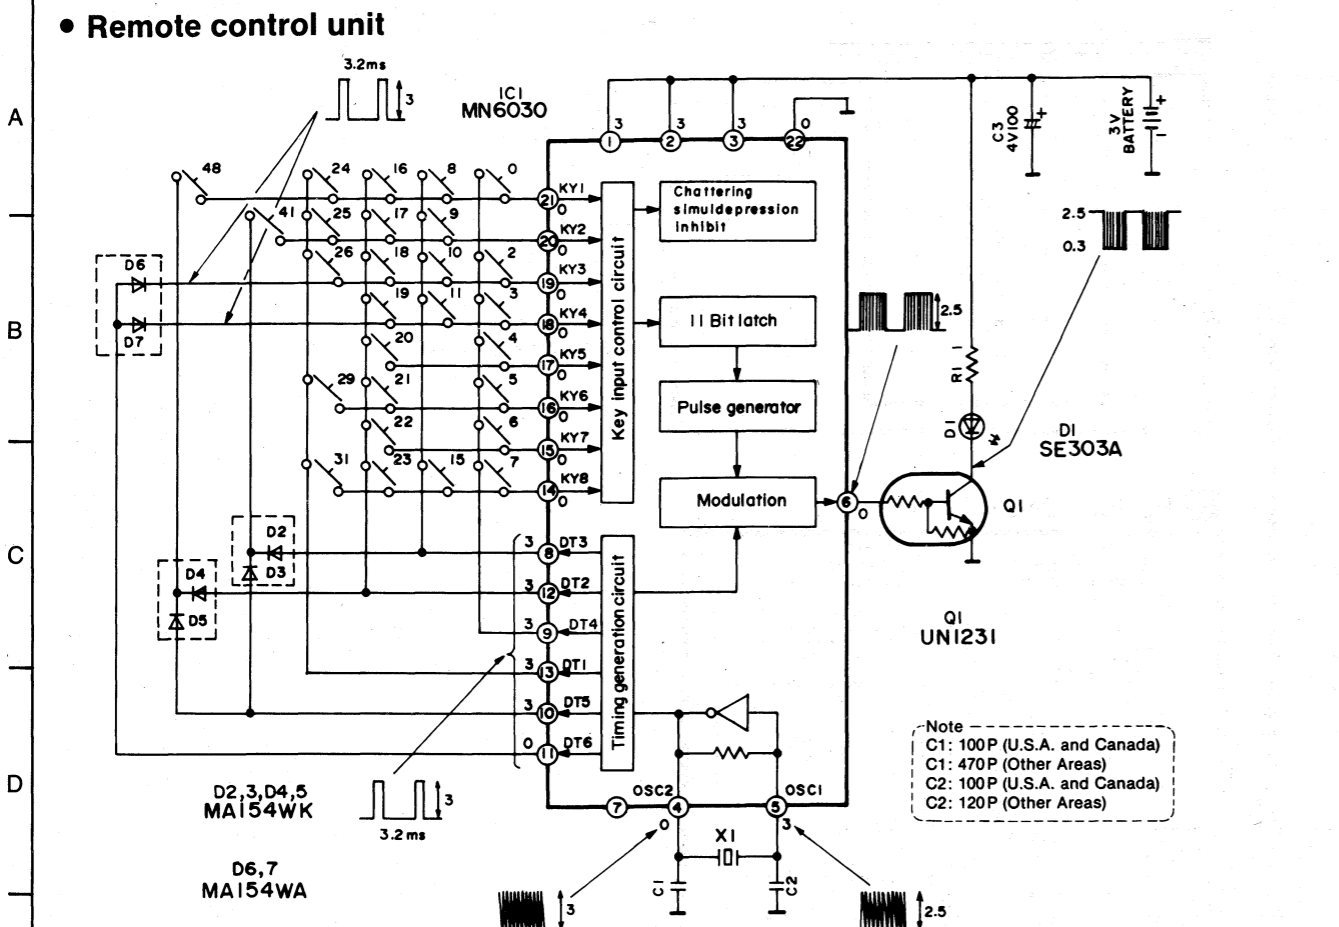 • Remote control unit
3.2ms
3
A
IC1
MN6030
3
3
3
0
1
2
3
22
C3
4V100
+
3V
BATTERY
+
-
48
24
16
8
0
21
KY1
0
Chattering
simuldepression
inhibit
41
25
17
9
20
KY2
0
2.5
0.3
26
18
10
2
19
KY3
0
D6
D7
B
19
11
3
18
KY4
0
11 Bit latch
2.5
20
4
17
KY5
0
Key input control circuit
R1 1
29
21
5
16
KY6
0
Pulse generator
D1
D1
SE303A
22
6
15
KY7
0
31
23
15
7
14
KY8
0
Modulation
6
0
Q1
C
D2
D3
3
8
DT3
D4
D5
3
12
DT2
Timing generation circuit
3
9
DT4
Q1
UN1231
3
13
DT1
3
10
DT5
0
11
DT6
D
Note
C1: 100P (U.S.A. and Canada)
C1: 470P (Other Areas)
C2: 100P (U.S.A. and Canada)
C2: 120P (Other Areas)
D2,3,D4,5
MA154WK
3
3.2ms
OSC2
OSC1
7
4
5
0
3
X1
D6,7
MA154WA
C1
C2
3
2.5